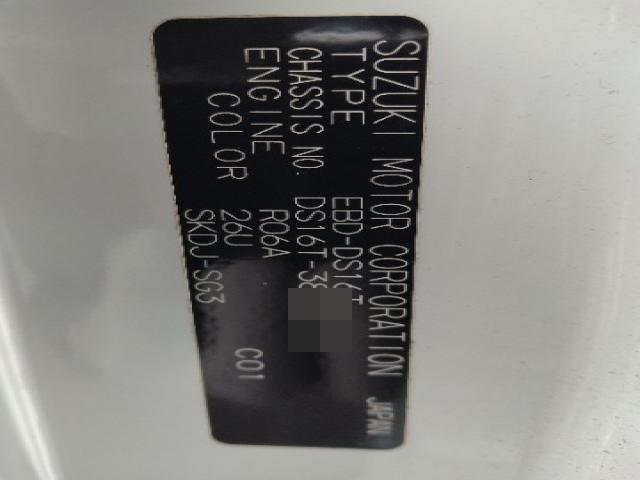 SUZUKI MOTOR CORPORATION JAPAN
TYPE EBD-DS16T
CHASSIS NO. DS16T-38
ENGINE R06A
COLOR 26U C01
SKDJ-SG3